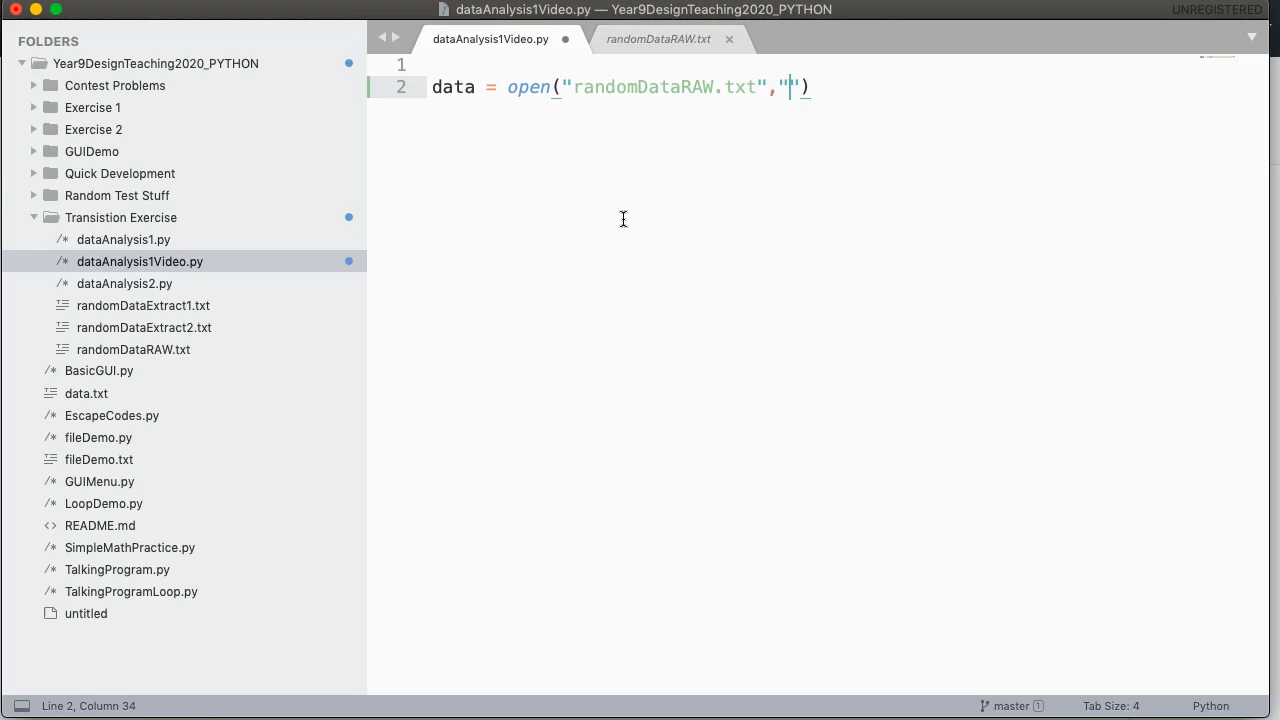 dataAnalysis1Video.py — Year9DesignTeaching2020_PYTHON
UNREGISTERED
FOLDERS
Year9DesignTeaching2020_PYTHON
Contest Problems
Exercise 1
Exercise 2
GUIDemo
Quick Development
Random Test Stuff
Transistion Exercise
/* dataAnalysis1.py
/* dataAnalysis1Video.py
/* dataAnalysis2.py
randomDataExtract1.txt
randomDataExtract2.txt
randomDataRAW.txt
/* BasicGUI.py
data.txt
/* EscapeCodes.py
/* fileDemo.py
fileDemo.txt
/* GUIMenu.py
/* LoopDemo.py
<> README.md
/* SimpleMathPractice.py
/* TalkingProgram.py
/* TalkingProgramLoop.py
untitled
dataAnalysis1Video.py
randomDataRAW.txt
1
2 data = open("randomDataRAW.txt","")
Line 2, Column 34
master 1
Tab Size: 4
Python